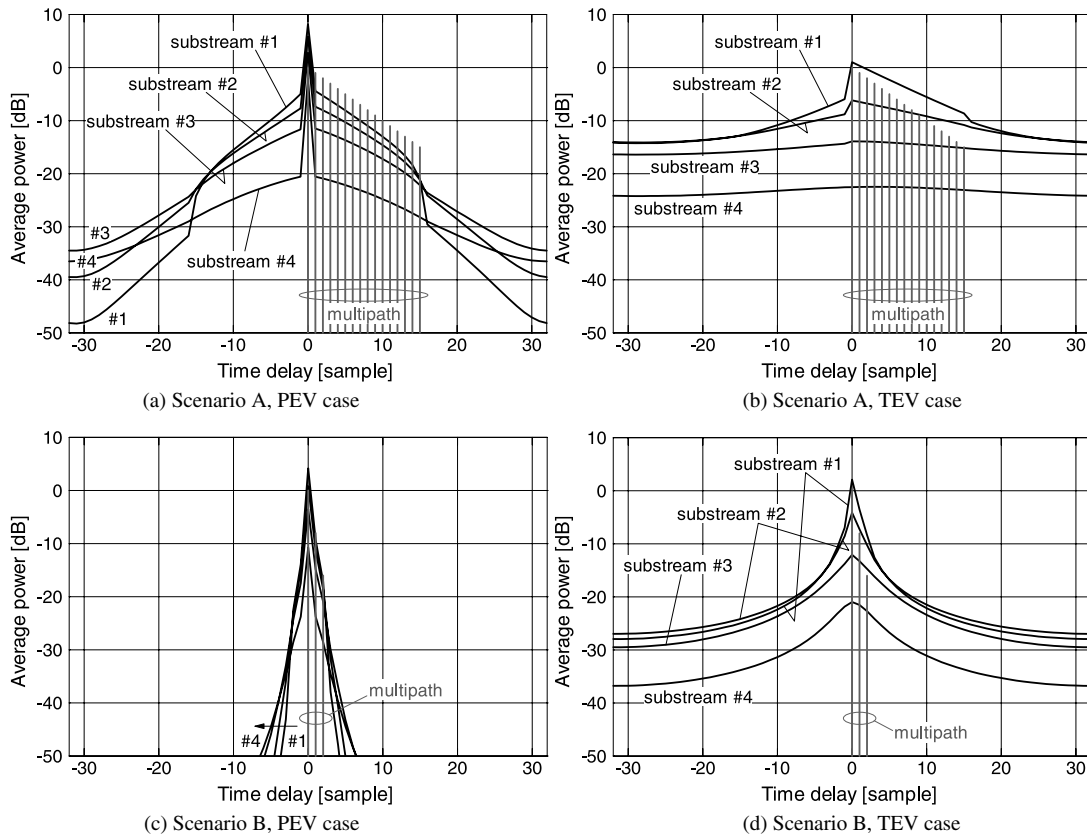 10
0
-10
-20
-30
-40
-50
Average power [dB]
substream #1
substream #2
substream #3
substream #4
#3
#4
#2
#1
multipath
-30 -20 -10 0 10 20 30
Time delay [sample]
(a) Scenario A, PEV case
10
0
-10
-20
-30
-40
-50
Average power [dB]
substream #1
substream #2
substream #3
substream #4
multipath
-30 -20 -10 0 10 20 30
Time delay [sample]
(b) Scenario A, TEV case
10
0
-10
-20
-30
-40
-50
Average power [dB]
multipath
#4 #1
-30 -20 -10 0 10 20 30
Time delay [sample]
(c) Scenario B, PEV case
10
0
-10
-20
-30
-40
-50
Average power [dB]
substream #1
substream #2
substream #3
substream #4
multipath
-30 -20 -10 0 10 20 30
Time delay [sample]
(d) Scenario B, TEV case